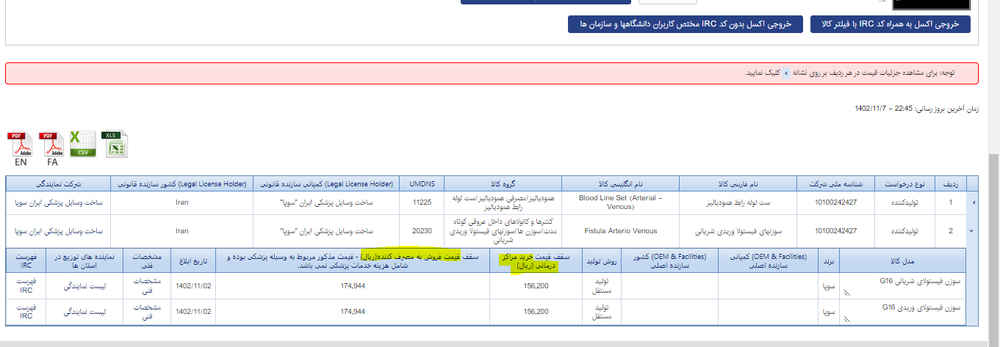 خروجی اکسل به همراه کد IRC با فیلتر کالا
خروجی اکسل بدون کد IRC مختص کاربران دانشگاهها و سازمان ها
توجه: برای مشاهده جزئیات قیمت در هر ردیف بر روی نشانه کلیک نمایید.
زمان آخرین بروز رسانی: 22:45 - 1402/11/7
PDF Adobe EN
PDF Adobe FA
X CSV
XLS
ردیف نوع درخواست شناسه ملی شرکت نام فارسی کالا نام انگلیسی کالا گروه کالا UMDNS (Legal License Holder) کمپانی سازنده قانونی (Legal License Holder) کشور سازنده قانونی شرکت نمایندگی
1 تولیدکننده 10100242427 ست لوله رابط همودیالیز Blood Line Set (Arterial - Venous) همودیالیز/مصرفی همودیالیز/ست لوله رابط همودیالیز 11225 ساخت وسایل پزشکی ایران "سوپا" Iran ساخت وسایل پزشکی ایران سوپا
2 تولیدکننده 10100242427 سوزنهای فیستولا وریدی شریانی Fistula Arterio Venous کتترها و کانولاهای داخل عروقی کوتاه مدت/سوزن ها/سوزنهای فیستولا وریدی شریانی 20230 ساخت وسایل پزشکی ایران "سوپا" Iran ساخت وسایل پزشکی ایران سوپا
مدل کالا برند (OEM & Facilities) کمپانی سازنده اصلی (OEM & Facilities) کشور سازنده اصلی روش تولید سقف قیمت خرید مراکز درمانی (ریال) سقف قیمت فروش به مصرف کننده(ریال) - قیمت مذکور مربوط به وسیله پزشکی بوده و شامل هزینه خدمات پزشکی نمی باشد. تاریخ ابلاغ مشخصات فنی نماینده های توزیع در استان ها فهرست IRC
سوزن فیستولای شریانی G16 سوپا تولید مستقل 156,200 174,944 1402/11/02 مشخصات فنی لیست نمایندگی فهرست IRC
سوزن فیستولای وریدی G16 سوپا تولید مستقل 156,200 174,944 1402/11/02 مشخصات فنی لیست نمایندگی فهرست IRC